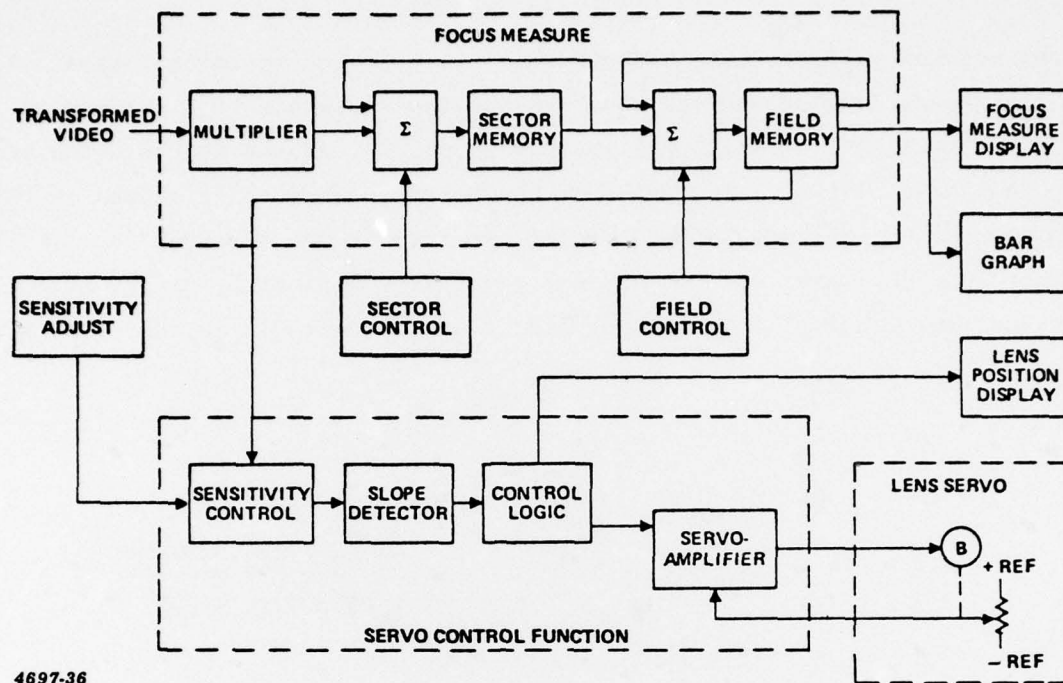 FOCUS MEASURE
TRANSFORMED
VIDEO
MULTIPLIER
Σ
SECTOR
MEMORY
Σ
FIELD
MEMORY
FOCUS
MEASURE
DISPLAY
BAR
GRAPH
SENSITIVITY
ADJUST
SECTOR
CONTROL
FIELD
CONTROL
LENS
POSITION
DISPLAY
SENSITIVITY
CONTROL
SLOPE
DETECTOR
CONTROL
LOGIC
SERVO-
AMPLIFIER
LENS SERVO
B
+ REF
- REF
SERVO CONTROL FUNCTION
4697-36